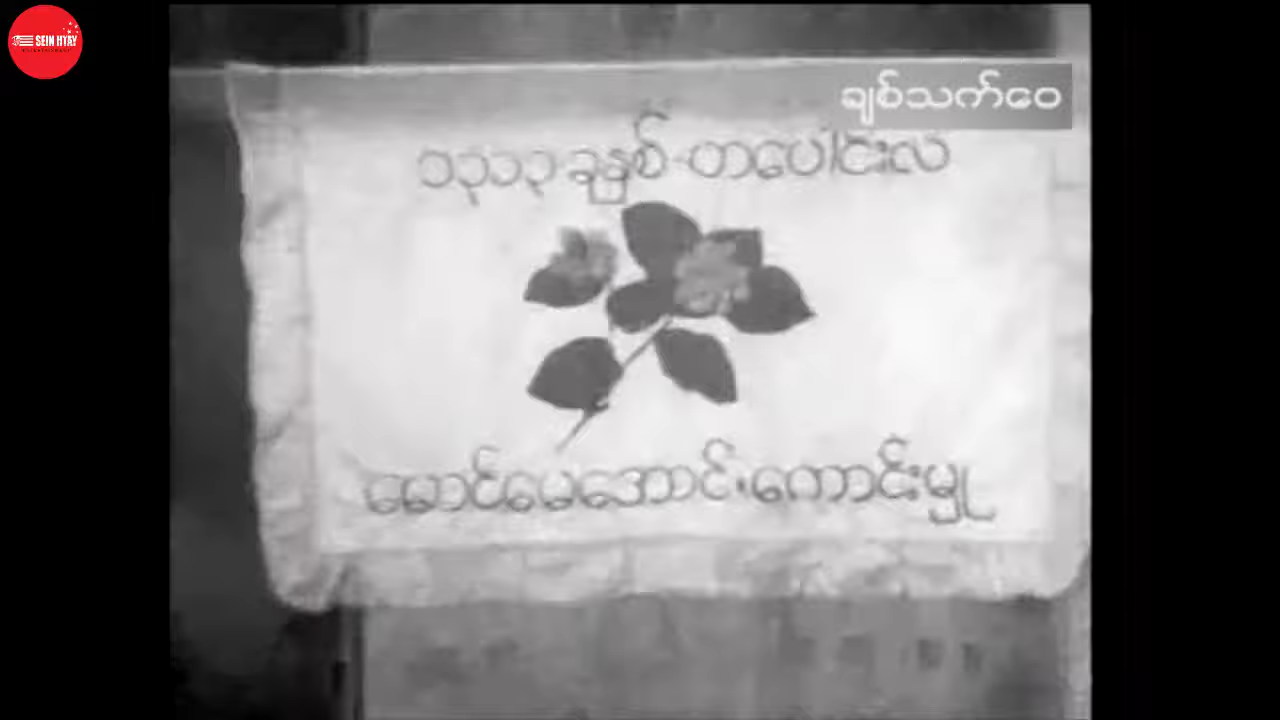 SEIN HTAY
ချစ်သက်ဝေ
၁၃၁၃ ခုနှစ် - တပေါင်းလ
မောင်မေအောင် . ကောင်းမှု